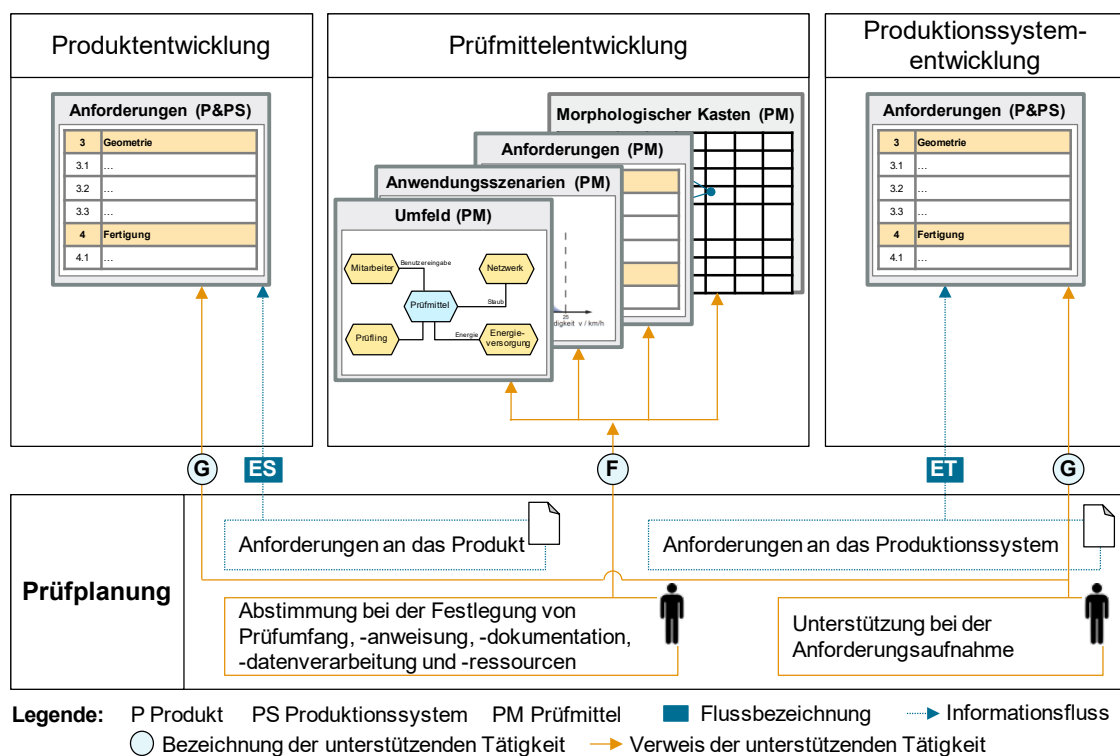 Produktentwicklung
Prüfmittelentwicklung
Produktionssystem-
entwicklung
Anforderungen (P&PS)
3 Geometrie
3.1 ...
3.2 ...
3.3 ...
4 Fertigung
4.1 ...
Morphologischer Kasten (PM)
Anforderungen (PM)
Anwendungsszenarien (PM)
Umfeld (PM)
Mitarbeiter
Benutzereingabe
Netzwerk
Prüfmittel
Staub
Prüfling
Energie
Energie-
versorgung
25
digkeit v / km/h
Anforderungen (P&PS)
3 Geometrie
3.1 ...
3.2 ...
3.3 ...
4 Fertigung
4.1 ...
G
ES
F
ET
G
Prüfplanung
Anforderungen an das Produkt
Anforderungen an das Produktionssystem
Abstimmung bei der Festlegung von
Prüfumfang, -anweisung, -dokumentation,
-datenverarbeitung und -ressourcen
Unterstützung bei der
Anforderungsaufnahme
Legende: P Produkt PS Produktionssystem PM Prüfmittel Flussbezeichnung Informationsfluss
Bezeichnung der unterstützenden Tätigkeit Verweis der unterstützenden Tätigkeit